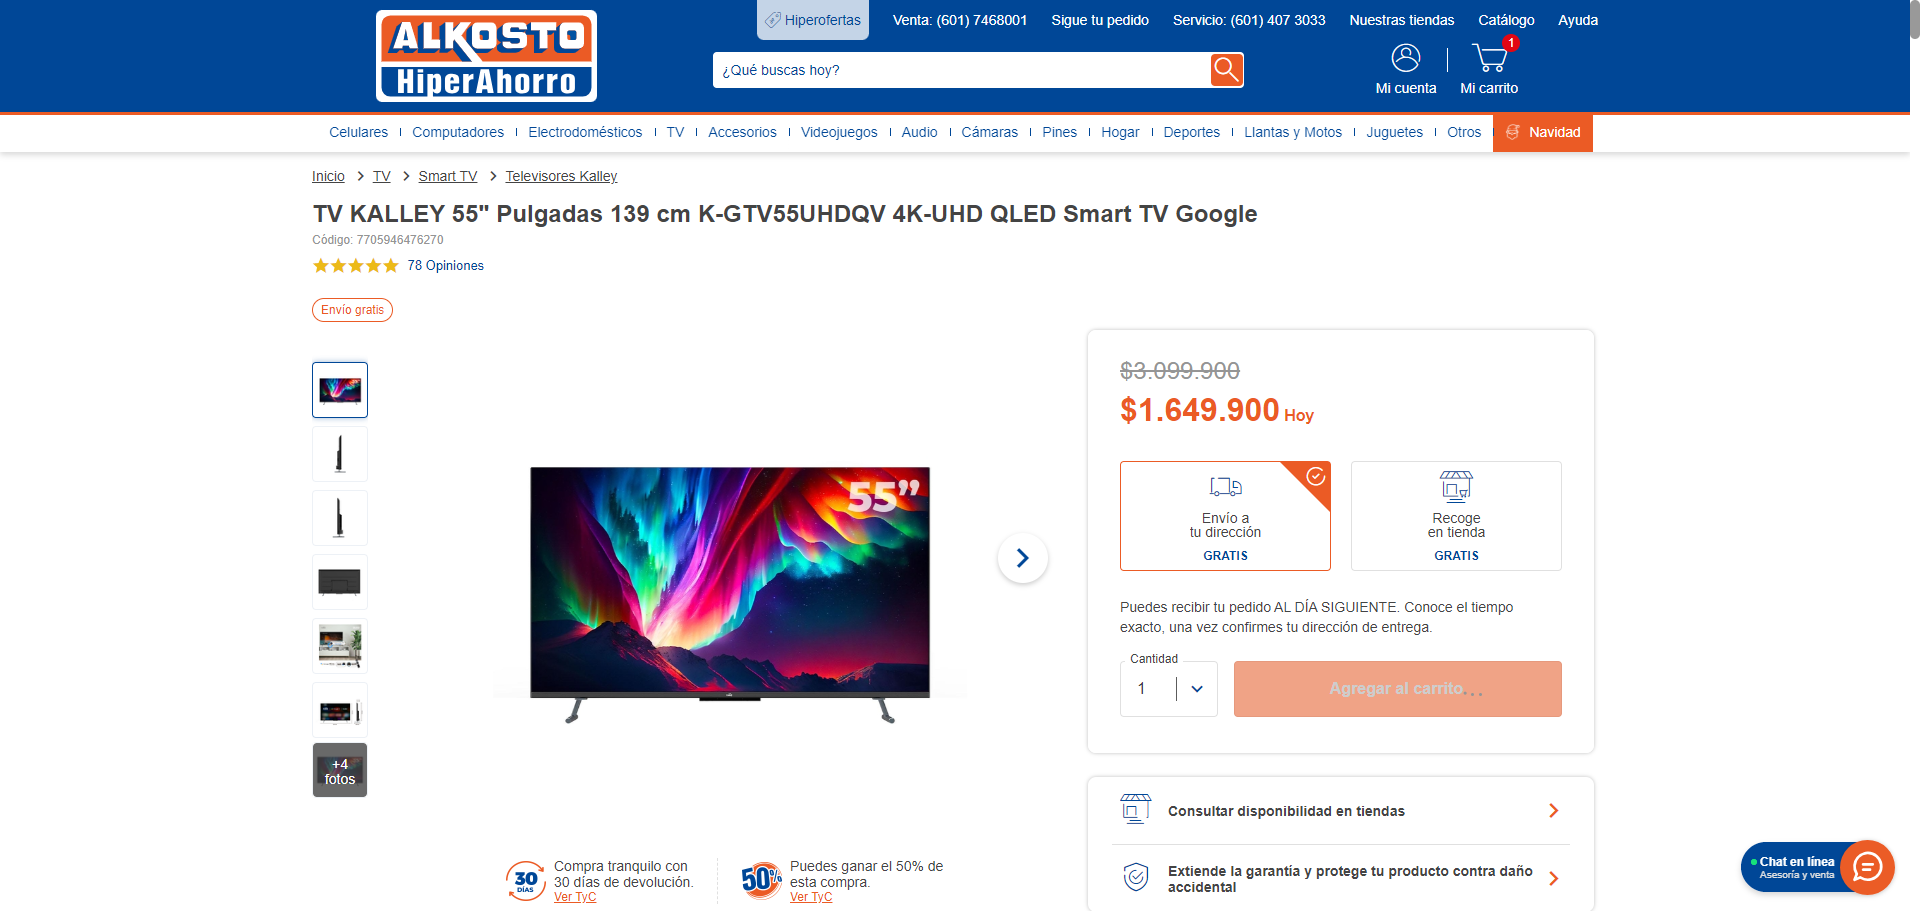 ALKOSTO
HiperAhorro
Hiperofertas
Venta: (601) 7468001
Sigue tu pedido
Servicio: (601) 407 3033
Nuestras tiendas
Catálogo
Ayuda
¿Qué buscas hoy?
Mi cuenta
1
Mi carrito
Celulares
Computadores
Electrodomésticos
TV
Accesorios
Videojuegos
Audio
Cámaras
Pines
Hogar
Deportes
Llantas y Motos
Juguetes
Otros
Navidad
Inicio > TV > Smart TV > Televisores Kalley
TV KALLEY 55" Pulgadas 139 cm K-GTV55UHDQV 4K-UHD QLED Smart TV Google
Código: 7705946476270
78 Opiniones
Envío gratis
+4
fotos
55”
$3.099.900
$1.649.900 Hoy
Envío a
tu dirección
GRATIS
Recoge
en tienda
GRATIS
Puedes recibir tu pedido AL DÍA SIGUIENTE. Conoce el tiempo
exacto, una vez confirmes tu dirección de entrega.
Cantidad
1
Agregar al carrito...
Consultar disponibilidad en tiendas
Extiende la garantía y protege tu producto contra daño
accidental
30
DÍAS
Compra tranquilo con
30 días de devolución.
Ver TyC
50%
Puedes ganar el 50% de
esta compra.
Ver TyC
Chat en línea
Asesoría y venta